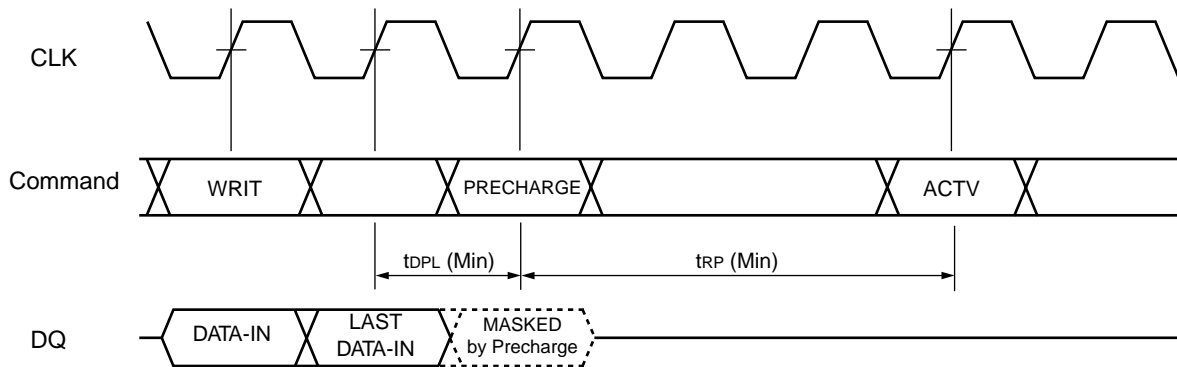 CLK
Command
WRIT
PRECHARGE
ACTV
tDPL (Min)
tRP (Min)
DQ
DATA-IN
LAST
DATA-IN
MASKED
by Precharge